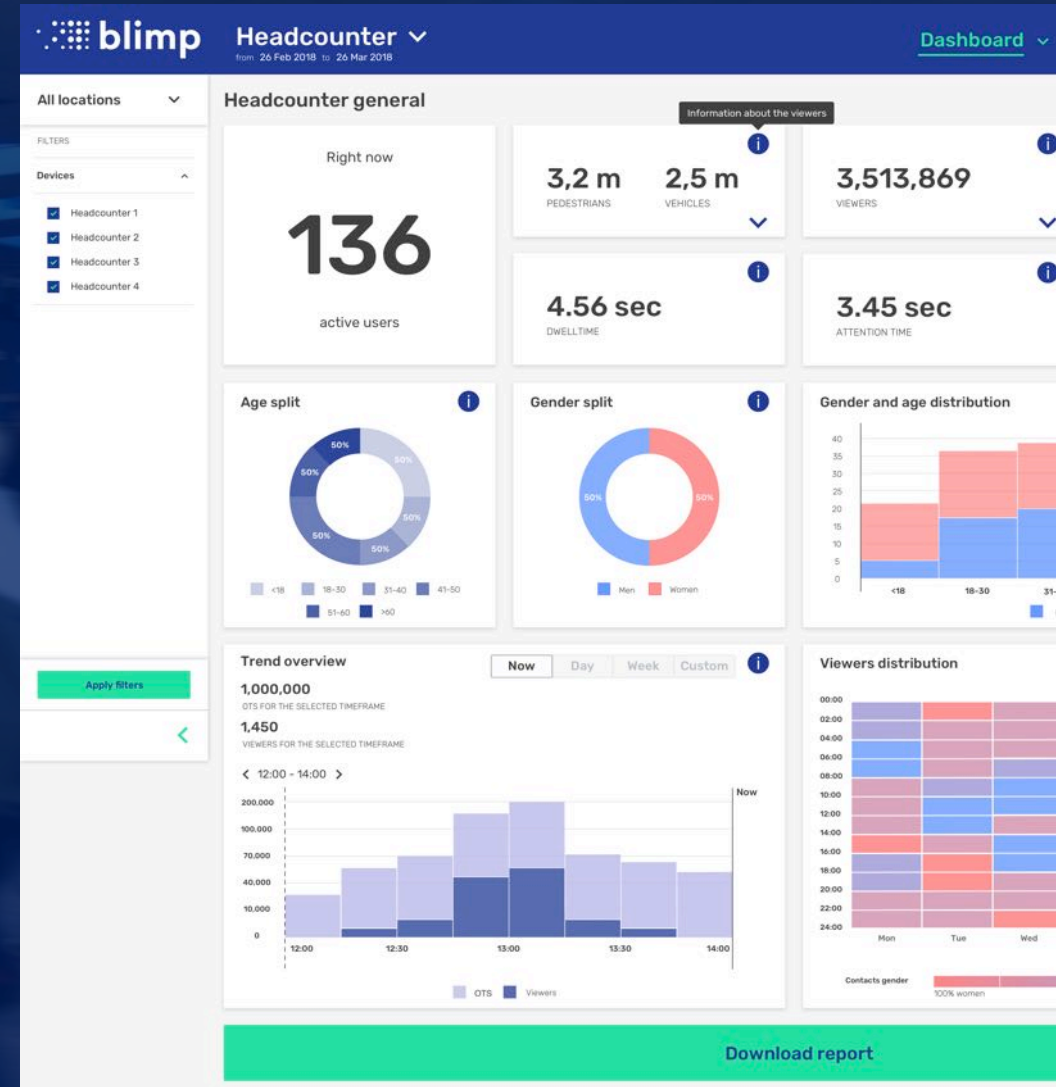 blimp
Headcounter
from 26 Feb 2018 to 26 Mar 2018
Dashboard
All locations
FILTERS
Devices
Headcounter 1
Headcounter 2
Headcounter 3
Headcounter 4
Apply filters
Headcounter general
Information about the viewers
Right now
136
active users
3,2 m 2,5 m
PEDESTRIANS VEHICLES
3,513,869
VIEWERS
4.56 sec
DWELLTIME
3.45 sec
ATTENTION TIME
Age split
50%
50%
50%
50%
50%
50%
<18 18-30 31-40 41-50
51-60 >60
Gender split
50% 50%
Men Women
Gender and age distribution
40
35
30
25
20
15
10
5
0
<18 18-30 31-
Trend overview
Now Day Week Custom
1,000,000
OTS FOR THE SELECTED TIMEFRAME
1,450
VIEWERS FOR THE SELECTED TIMEFRAME
12:00 - 14:00
Now
200.000
100.000
70,000
40,000
10,000
0
12:00 12:30 13:00 13:30 14:00
OTS Viewers
Viewers distribution
00:00
02:00
04:00
06:00
08:00
10:00
12:00
14:00
16:00
18:00
20:00
22:00
24:00
Mon Tue Wed
Contacts gender
100% women
Download report